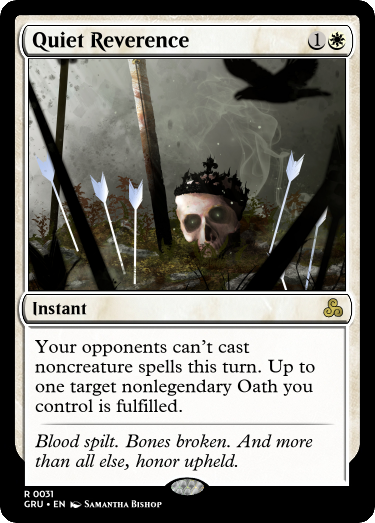 Quiet Reverence 1
Instant
Your opponents can't cast
noncreature spells this turn. Up to
one target nonlegendary Oath you
control is fulfilled.
Blood spilt. Bones broken. And more
than all else, honor upheld.
R 0031
GRU • EN Samantha Bishop